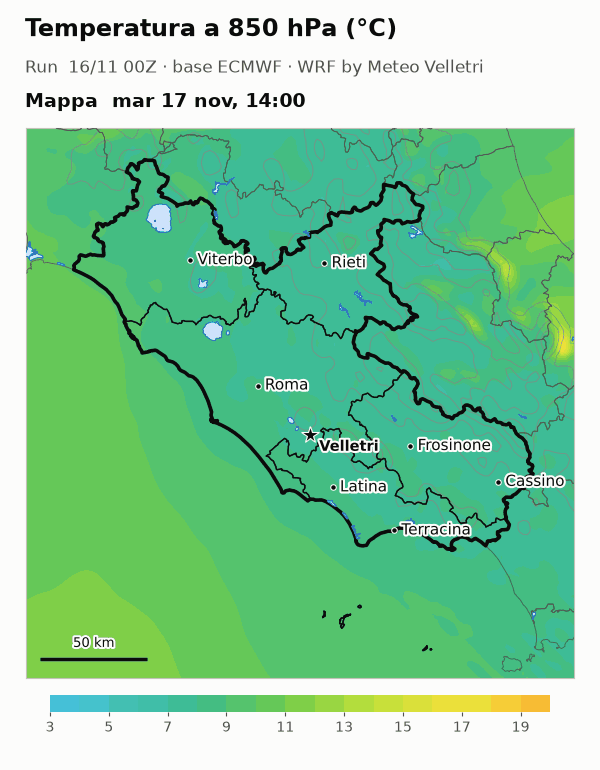 Temperatura a 850 hPa (°C)
Run  16/11 00Z · base ECMWF · WRF by Meteo Velletri
Mappa  mar 17 nov, 14:00
Viterbo
Rieti
Roma
Velletri
Frosinone
Latina
Cassino
Terracina
50 km
3 5 7 9 11 13 15 17 19